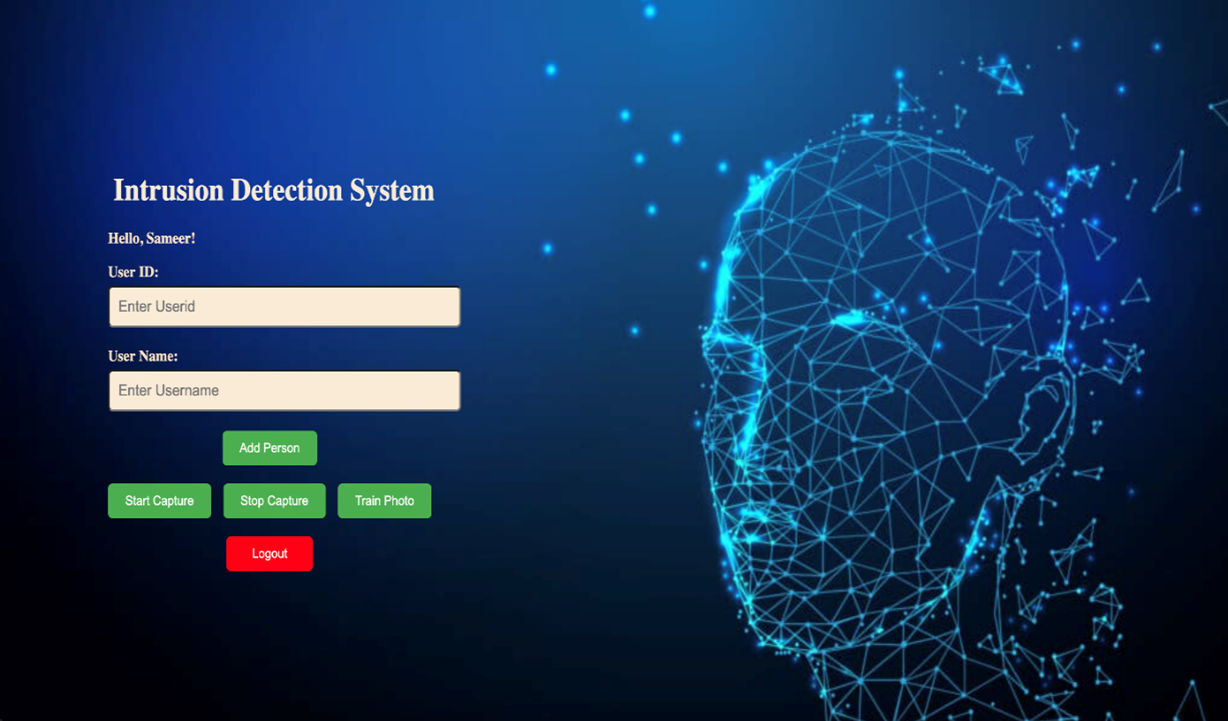 Intrusion Detection System
Hello, Sameer!
User ID:
Enter Userid
User Name:
Enter Username
Add Person
Start Capture Stop Capture Train Photo
Logout